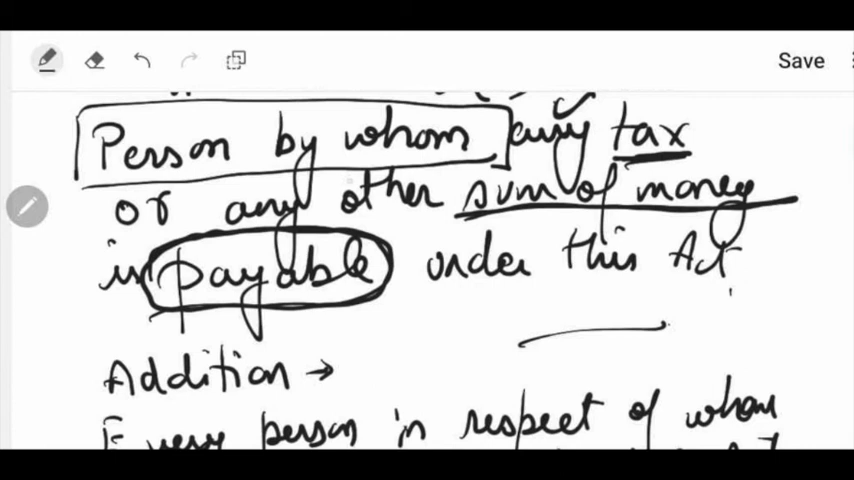 Save
Person by whom any tax
or any other sum of money
is payable under this Act
Addition →
Every person in respect of whom